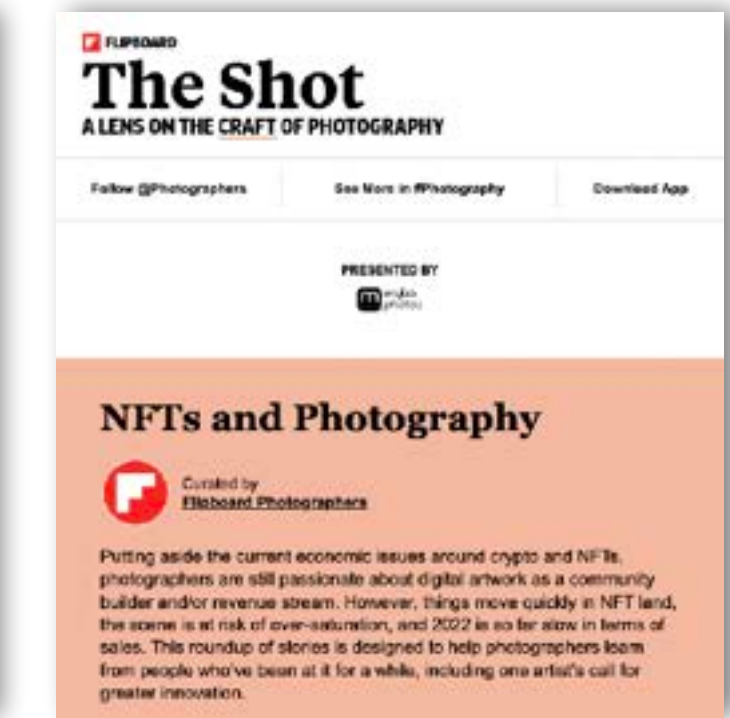 FLIPBOARD
The Shot
A LENS ON THE CRAFT OF PHOTOGRAPHY
Follow @Photographers
See More in #Photography
Download App
PRESENTED BY
photos
NFTs and Photography
Curated by
Flipboard Photographers
Putting aside the current economic issues around crypto and NFTs,
photographers are still passionate about digital artwork as a community
builder and/or revenue stream. However, things move quickly in NFT land,
the scene is at risk of over-saturation, and 2022 is so far slow in terms of
sales. This roundup of stories is designed to help photographers learn
from people who've been at it for a while, including one artist's call for
greater innovation.